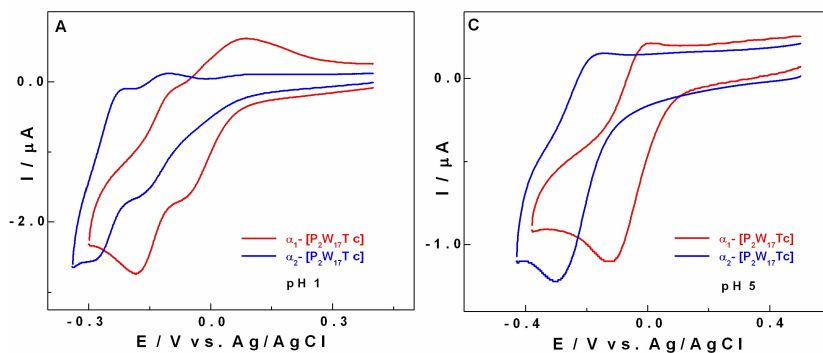 A
0.0
-2.0
I / µA
α1- [P2W17Tc]
α2- [P2W17Tc]
pH 1
-0.3 0.0 0.3
E / V vs. Ag/AgCl
C
0.0
-1.0
I / µA
α1- [P2W17Tc]
α2- [P2W17Tc]
pH 5
-0.4 0.0 0.4
E / V vs. Ag/AgCl